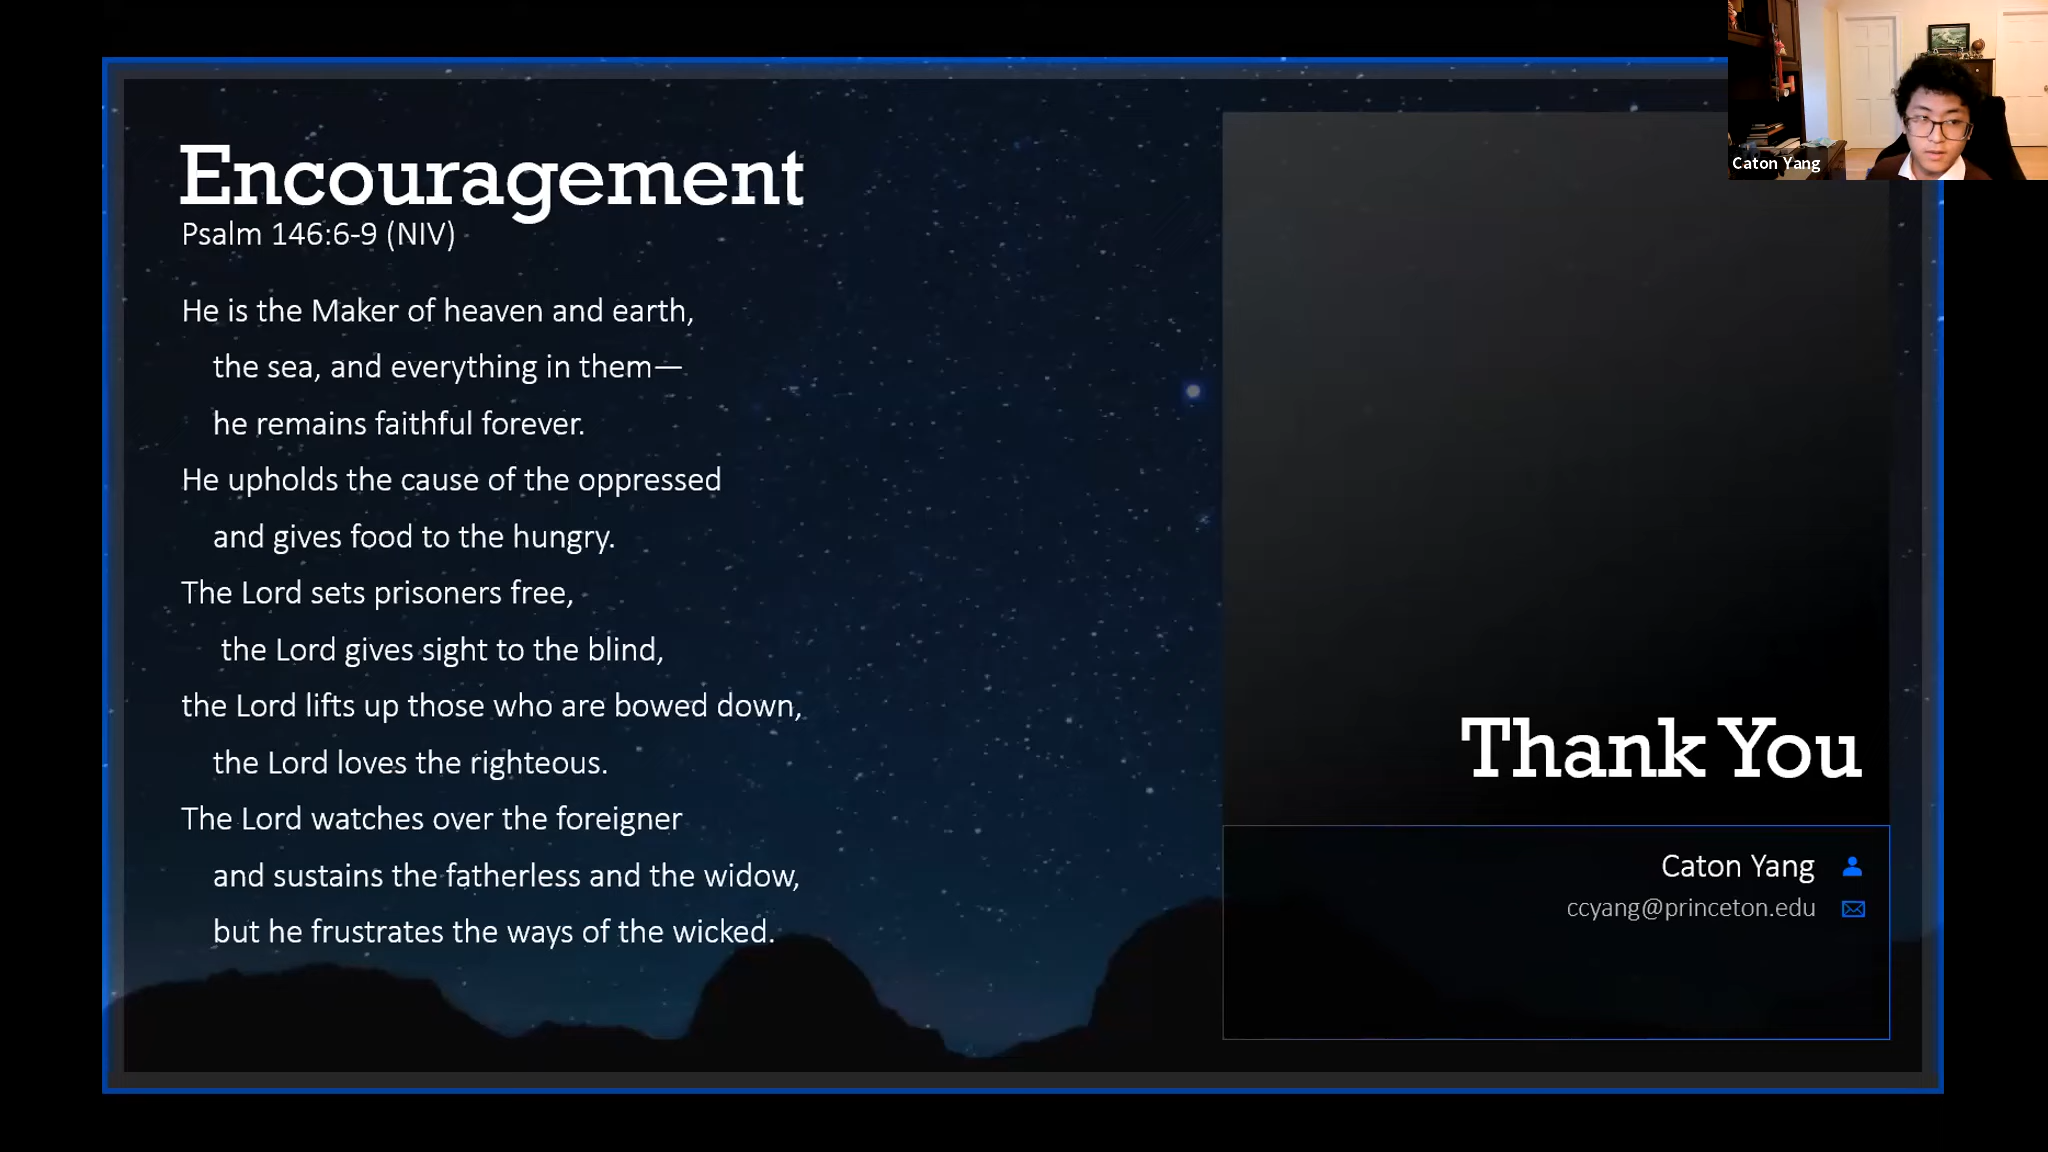 Encouragement
Psalm 146:6-9 (NIV)
He is the Maker of heaven and earth,
the sea, and everything in them—
he remains faithful forever.
He upholds the cause of the oppressed
and gives food to the hungry.
The Lord sets prisoners free,
the Lord gives sight to the blind,
the Lord lifts up those who are bowed down,
the Lord loves the righteous.
The Lord watches over the foreigner
and sustains the fatherless and the widow,
but he frustrates the ways of the wicked.
Thank You
Caton Yang
ccyang@princeton.edu
Caton Yang